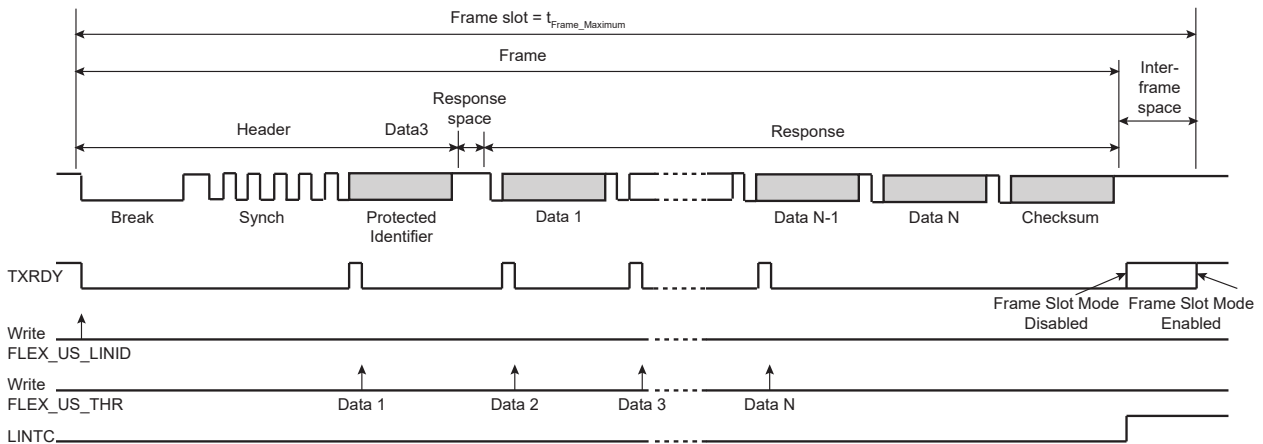 Frame slot = tFrame_Maximum
Frame
Inter-
frame
space
Response
space
Header
Data3
Response
Break
Synch
Protected
Identifier
Data 1
Data N-1
Data N
Checksum
TXRDY
Frame Slot Mode
Disabled
Frame Slot Mode
Enabled
Write
FLEX_US_LINID
Write
FLEX_US_THR
Data 1
Data 2
Data 3
Data N
LINTC